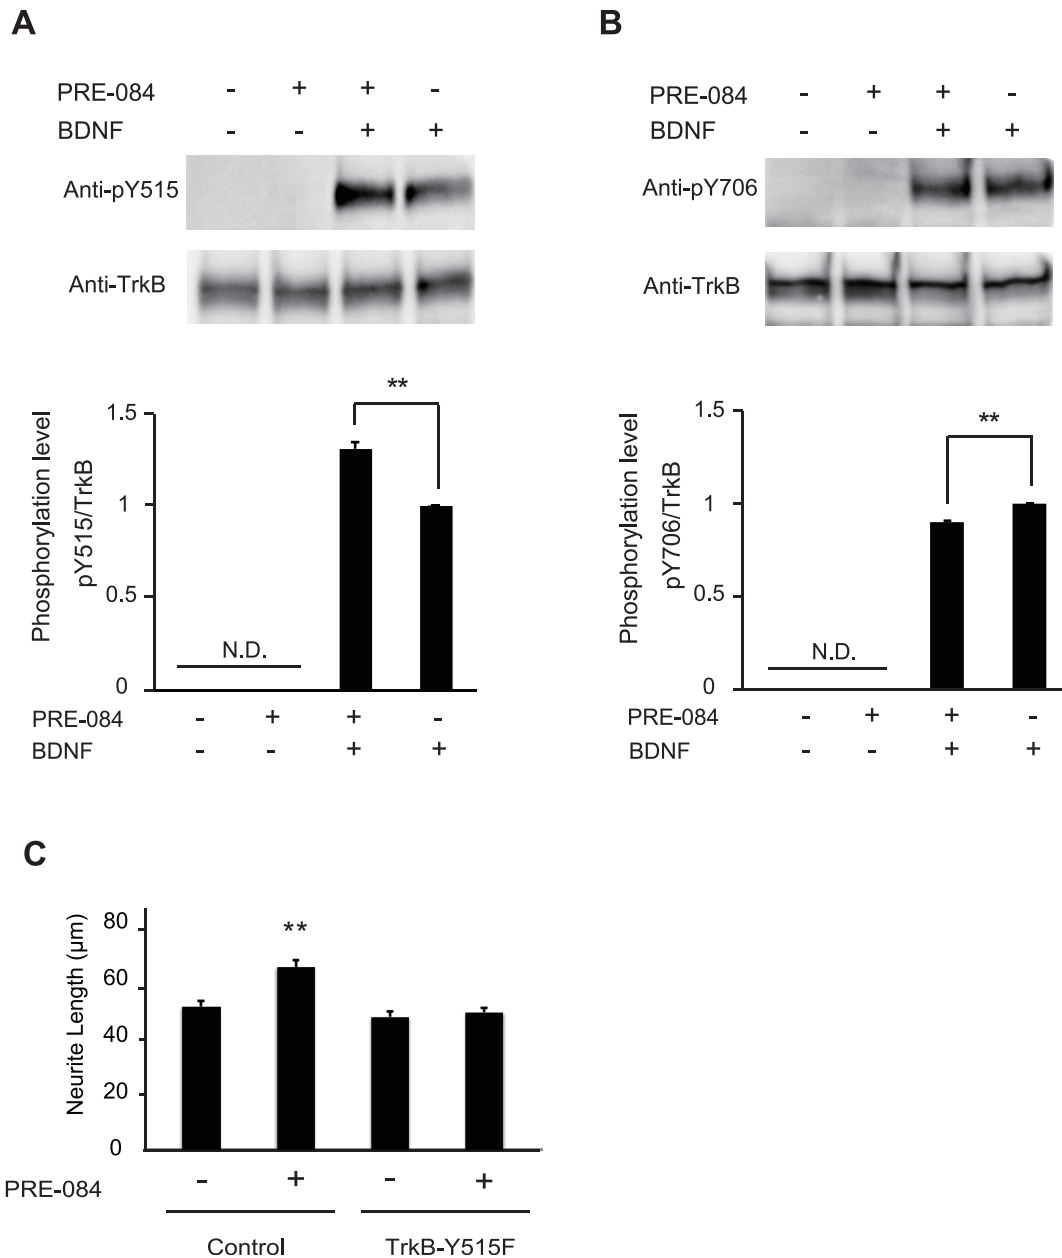 A
PRE-084 - + + -
BDNF - - + +
Anti-pY515
Anti-TrkB
**
Phosphorylation level
pY515/TrkB
1.5
1
0.5
0
N.D.
PRE-084 - + + -
BDNF - - + +
B
PRE-084 - + + -
BDNF - - + +
Anti-pY706
Anti-TrkB
**
Phosphorylation level
pY706/TrkB
1.5
1
0.5
0
N.D.
PRE-084 - + + -
BDNF - - + +
C
Neurite Length (μm)
80
60
40
20
0
**
PRE-084 - + - +
Control TrkB-Y515F